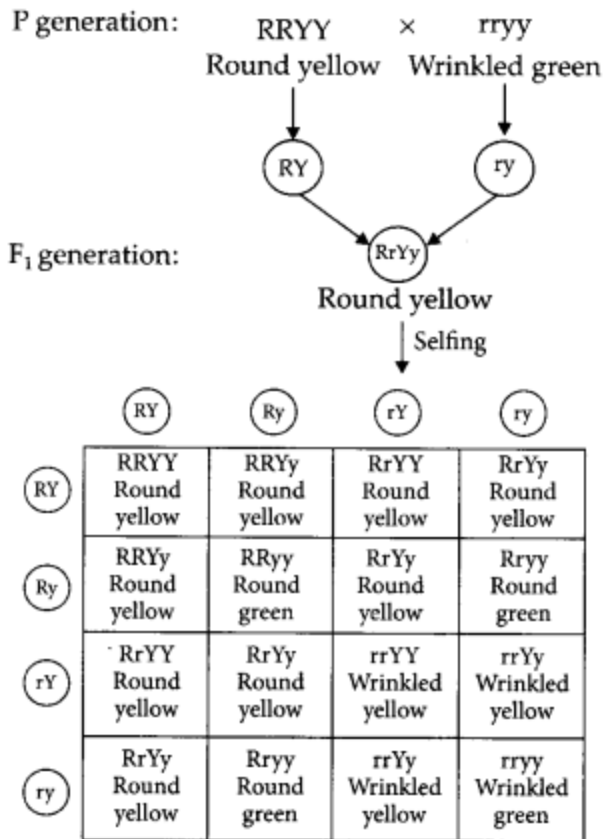 P generation: RRYY × rryy
Round yellow Wrinkled green
RY ry
F₁ generation: RrYy
Round yellow
Selfing
RY Ry rY ry
RY RRYY RRYy RrYY RrYy
Round Round Round Round
yellow yellow yellow yellow
Ry RRYy RRyy RrYy Rryy
Round Round Round Round
yellow green yellow green
rY RrYY RrYy rrYY rrYy
Round Round Wrinkled Wrinkled
yellow yellow yellow yellow
ry RrYy Rryy rrYy rryy
Round Round Wrinkled Wrinkled
yellow green yellow green